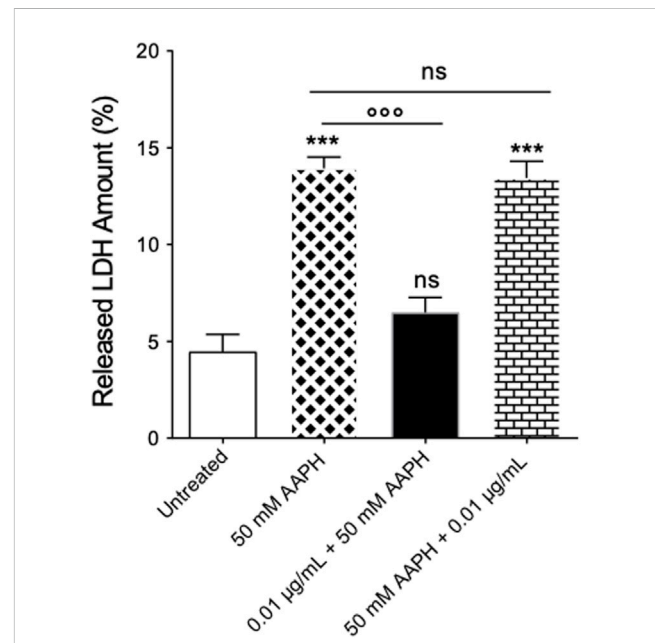 Released LDH Amount (%)
20
15
10
5
0
ns
°°°
***
ns
***
Untreated
50 mM AAPH
0.01 µg/mL + 50 mM AAPH
50 mM AAPH + 0.01 µg/mL